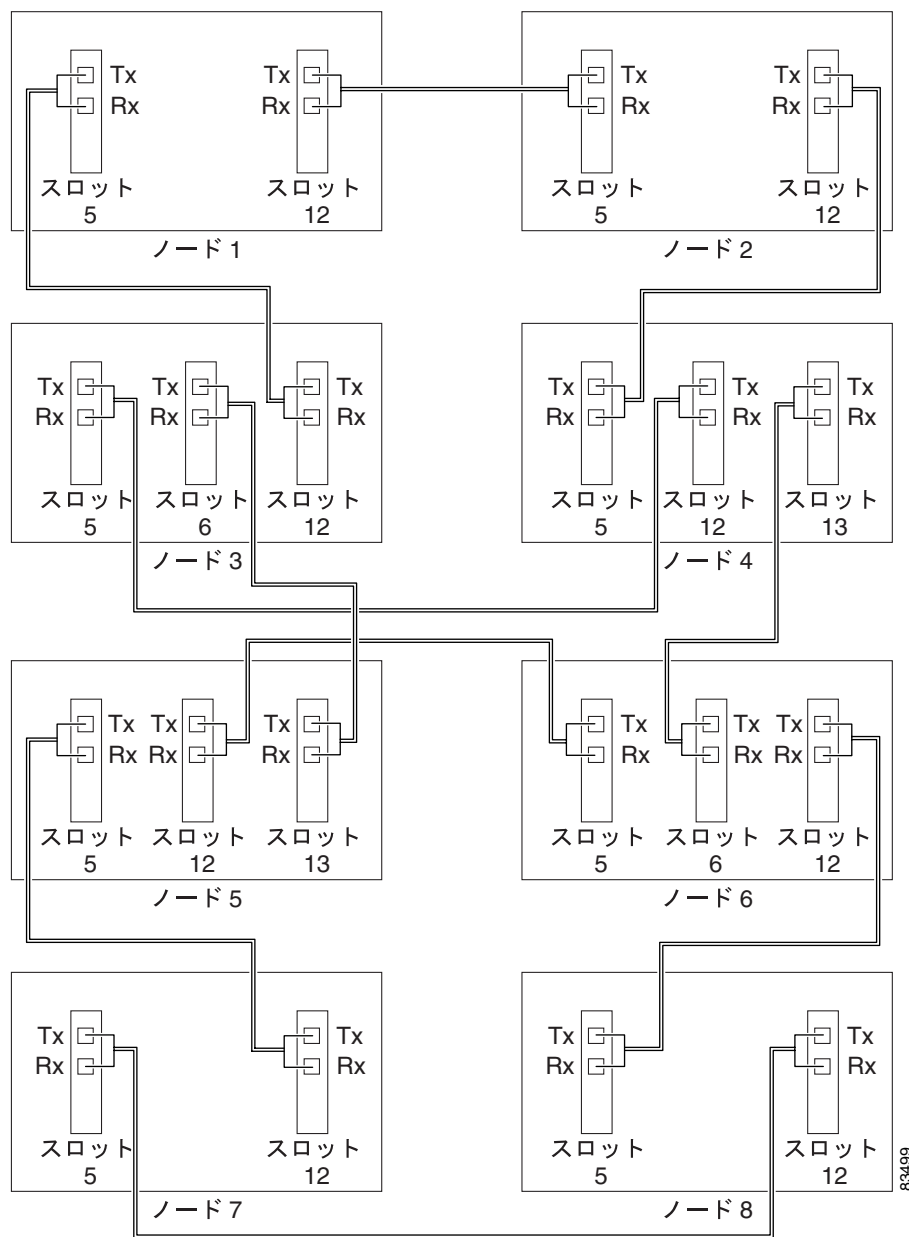 Tx Tx Tx Tx
Rx Rx Rx Rx
スロット スロット スロット スロット
5 12 5 12
ノード 1 ノード 2
Tx Tx Tx Tx Tx Tx
Rx Rx Rx Rx Rx Rx
スロット スロット スロット スロット スロット スロット
5 6 12 5 12 13
ノード 3 ノード 4
Tx Tx Tx Tx Tx Tx
Rx Rx Rx Rx Rx Rx
スロット スロット スロット スロット スロット スロット
5 12 13 5 6 12
ノード 5 ノード 6
Tx Tx Tx Tx
Rx Rx Rx Rx
スロット スロット スロット スロット
5 12 5 12
ノード 7 ノード 8
83499